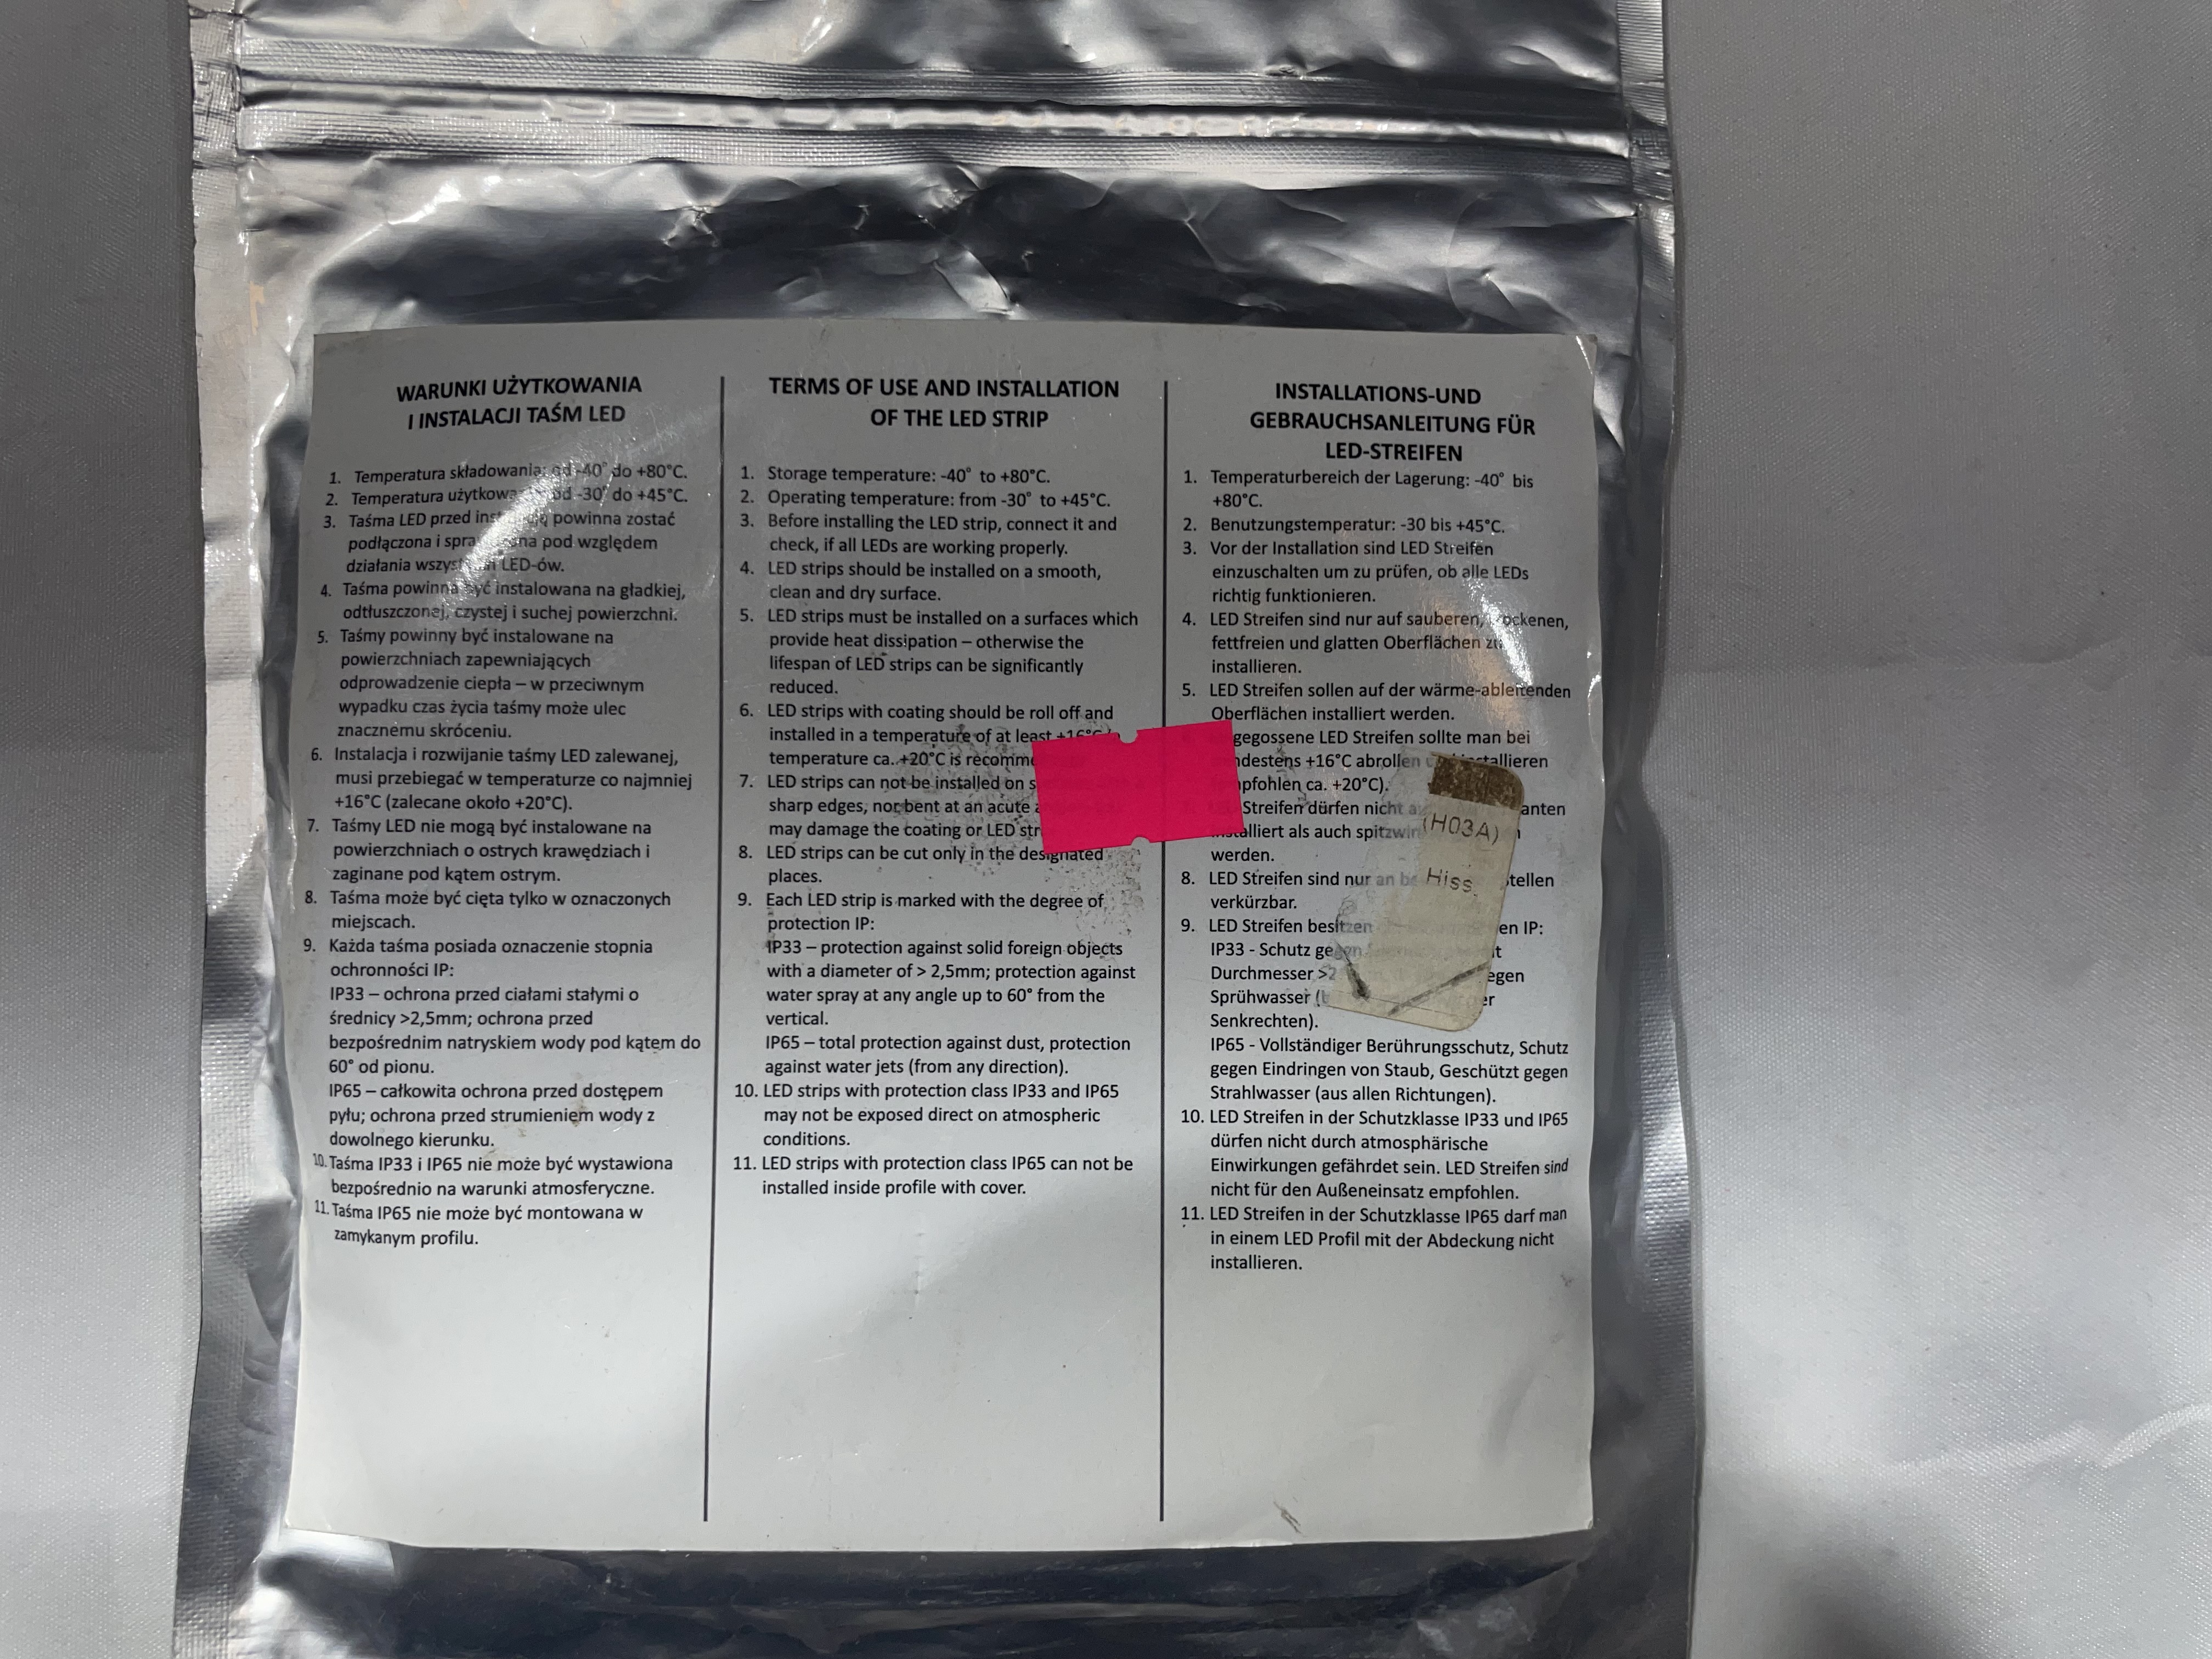 WARUNKI UŻYTKOWANIA
I INSTALACJI TAŚM LED
1. Temperatura składowania: od -40° do +80°C.
2. Temperatura -30° do +45°C.
3. Taśma LED przed powinna zostać
podłączona i pod względem
działania LED-ów.
4. Taśma powinna być instalowana na gładkiej,
odtłuszczonej, czystej i suchej powierzchni.
5. Taśmy powinny być instalowane na
powierzchniach zapewniających
odprowadzenie ciepła – w przeciwnym
wypadku czas życia taśmy może ulec
znacznemu skróceniu.
6. Instalacja i rozwijanie taśmy LED zalewanej,
musi przebiegać w temperaturze co najmniej
+16°C (zalecane około +20°C).
7. Taśmy LED nie mogą być instalowane na
powierzchniach o ostrych krawędziach i
zaginane pod kątem ostrym.
8. Taśma może być cięta tylko w oznaczonych
miejscach.
9. Każda taśma posiada oznaczenie stopnia
ochronności IP:
IP33 – ochrona przed ciałami stałymi o
średnicy >2,5mm; ochrona przed
bezpośrednim natryskiem wody pod kątem do
60° od pionu.
IP65 – całkowita ochrona przed dostępem
pyłu; ochrona przed strumieniem wody z
dowolnego kierunku.
10. Taśma IP33 i IP65 nie może być wystawiona
bezpośrednio na warunki atmosferyczne.
11. Taśma IP65 nie może być montowana w
zamykanym profilu.
TERMS OF USE AND INSTALLATION
OF THE LED STRIP
1. Storage temperature: -40° to +80°C.
2. Operating temperature: from -30° to +45°C.
3. Before installing the LED strip, connect it and
check, if all LEDs are working properly.
4. LED strips should be installed on a smooth,
clean and dry surface.
5. LED strips must be installed on a surfaces which
provide heat dissipation – otherwise the
lifespan of LED strips can be significantly
reduced.
6. LED strips with coating should be roll off and
installed in a temperature of at least +16°C
temperature ca. +20°C is
7. LED strips can not be installed on
sharp edges, nor bent at an acute
may damage the coating or LED
8. LED strips can be cut only in the designated
places.
9. Each LED strip is marked with the degree of
protection IP:
IP33 – protection against solid foreign objects
with a diameter of > 2,5mm; protection against
water spray at any angle up to 60° from the
vertical.
IP65 – total protection against dust, protection
against water jets (from any direction).
10. LED strips with protection class IP33 and IP65
may not be exposed direct on atmospheric
conditions.
11. LED strips with protection class IP65 can not be
installed inside profile with cover.
INSTALLATIONS-UND
GEBRAUCHSANLEITUNG FÜR
LED-STREIFEN
1. Temperaturbereich der Lagerung: -40° bis
+80°C.
2. Benutzungstemperatur: -30 bis +45°C.
3. Vor der Installation sind LED Streifen
einzuschalten um zu prüfen, ob alle LEDs
richtig funktionieren.
4. LED Streifen sind nur auf sauberen, trockenen,
fettfreien und glatten Oberflächen zu
installieren.
5. LED Streifen sollen auf der wärme-ableitenden
Oberflächen installiert werden.
LED Streifen sollte man bei
+16°C abrollen
ca. +20°C).
Streifen dürfen nicht
als auch
werden.
8. LED Streifen sind nur
verkürzbar.
9. LED Streifen besitzen IP:
IP33 - Schutz gegen
Durchmesser
Sprühwasser
Senkrechten).
IP65 - Vollständiger Berührungsschutz, Schutz
gegen Eindringen von Staub, Geschützt gegen
Strahlwasser (aus allen Richtungen).
10. LED Streifen in der Schutzklasse IP33 und IP65
dürfen nicht durch atmosphärische
Einwirkungen gefährdet sein. LED Streifen sind
nicht für den Außeneinsatz empfohlen.
11. LED Streifen in der Schutzklasse IP65 darf man
in einem LED Profil mit der Abdeckung nicht
installieren.
(H03A)
Hiss